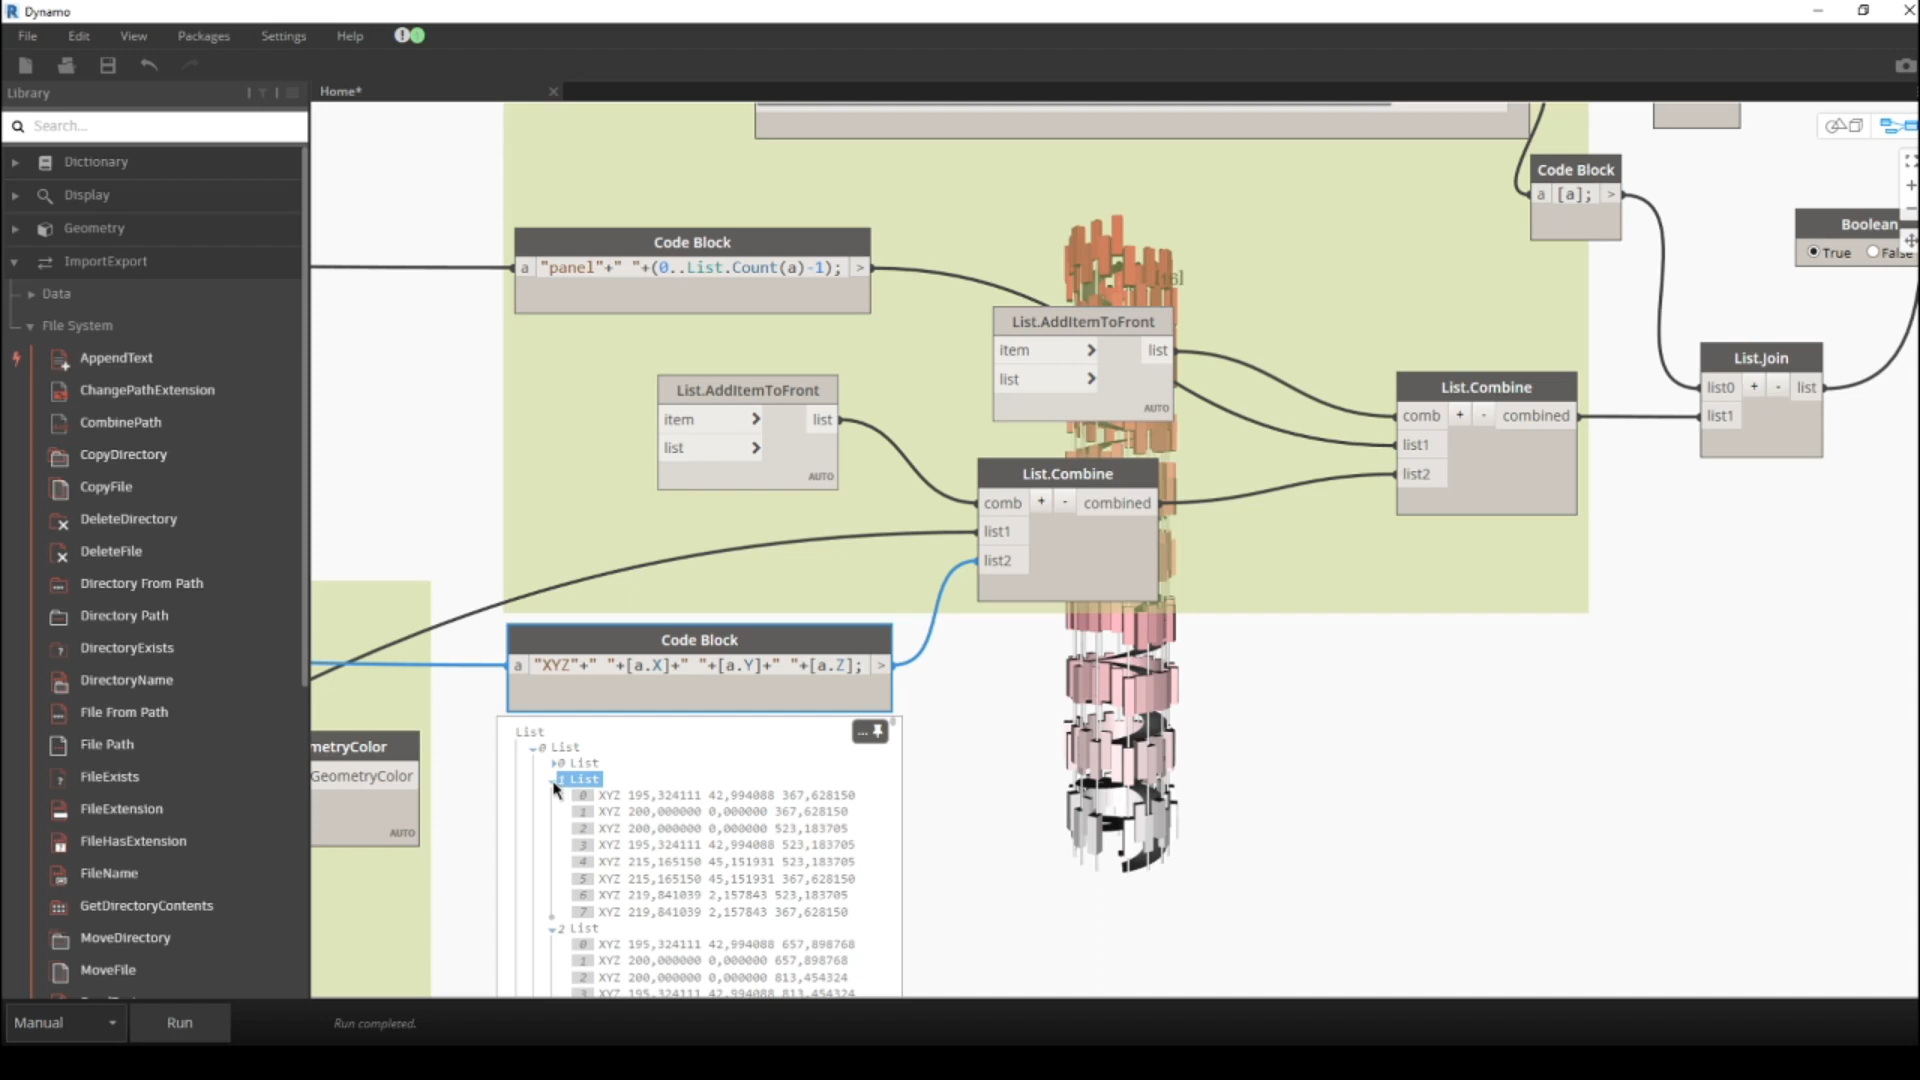 Dynamo
File Edit View Packages Settings Help
Library
Home*
Search...
Dictionary
Display
Geometry
ImportExport
Data
File System
AppendText
ChangePathExtension
CombinePath
CopyDirectory
CopyFile
DeleteDirectory
DeleteFile
Directory From Path
Directory Path
DirectoryExists
DirectoryName
File From Path
File Path
FileExists
FileExtension
FileHasExtension
FileName
GetDirectoryContents
MoveDirectory
MoveFile
Code Block
a "panel"+" "+(0..List.Count(a)-1); >
List.AddItemToFront
item > list
list >
AUTO
List.AddItemToFront
item > list
list >
AUTO
[16]
List.Combine
comb + - combined
list1
list2
List.Combine
comb + - combined
list1
list2
Code Block
a [a]; >
Boolean
True False
List.Join
list0 + - list
list1
Code Block
a "XYZ"+" "+[a.X]+" "+[a.Y]+" "+[a.Z]; >
metryColor
GeometryColor
AUTO
List
0 List
0 List
1 List
0 XYZ 195,324111 42,994088 367,628150
1 XYZ 200,000000 0,000000 367,628150
2 XYZ 200,000000 0,000000 523,183705
3 XYZ 195,324111 42,994088 523,183705
4 XYZ 215,165150 45,151931 523,183705
5 XYZ 215,165150 45,151931 367,628150
6 XYZ 219,841039 2,157843 523,183705
7 XYZ 219,841039 2,157843 367,628150
2 List
0 XYZ 195,324111 42,994088 657,898768
1 XYZ 200,000000 0,000000 657,898768
2 XYZ 200,000000 0,000000 813,454324
3 XYZ 195,324111 42,994088 813,454324
Manual
Run
Run completed.